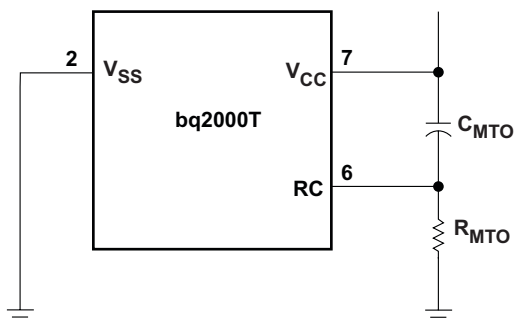 2
V_SS
bq2000T
V_CC
7
C_MTO
RC
6
R_MTO